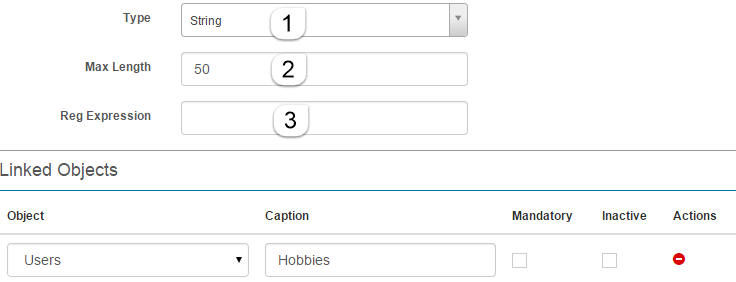 Type String 1
Max Length 50 2
Reg Expression 3
Linked Objects
Object Caption Mandatory Inactive Actions
Users Hobbies